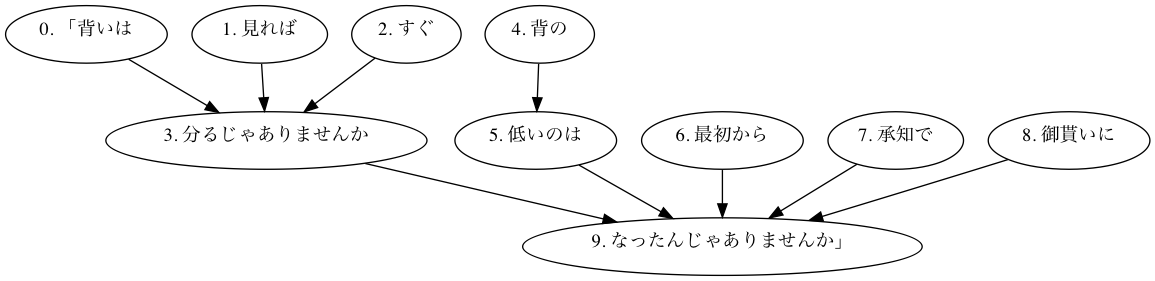 0. 「背いは
1. 見れば
2. すぐ
4. 背の
3. 分るじゃありませんか
5. 低いのは
6. 最初から
7. 承知で
8. 御貰いに
9. なったんじゃありませんか」